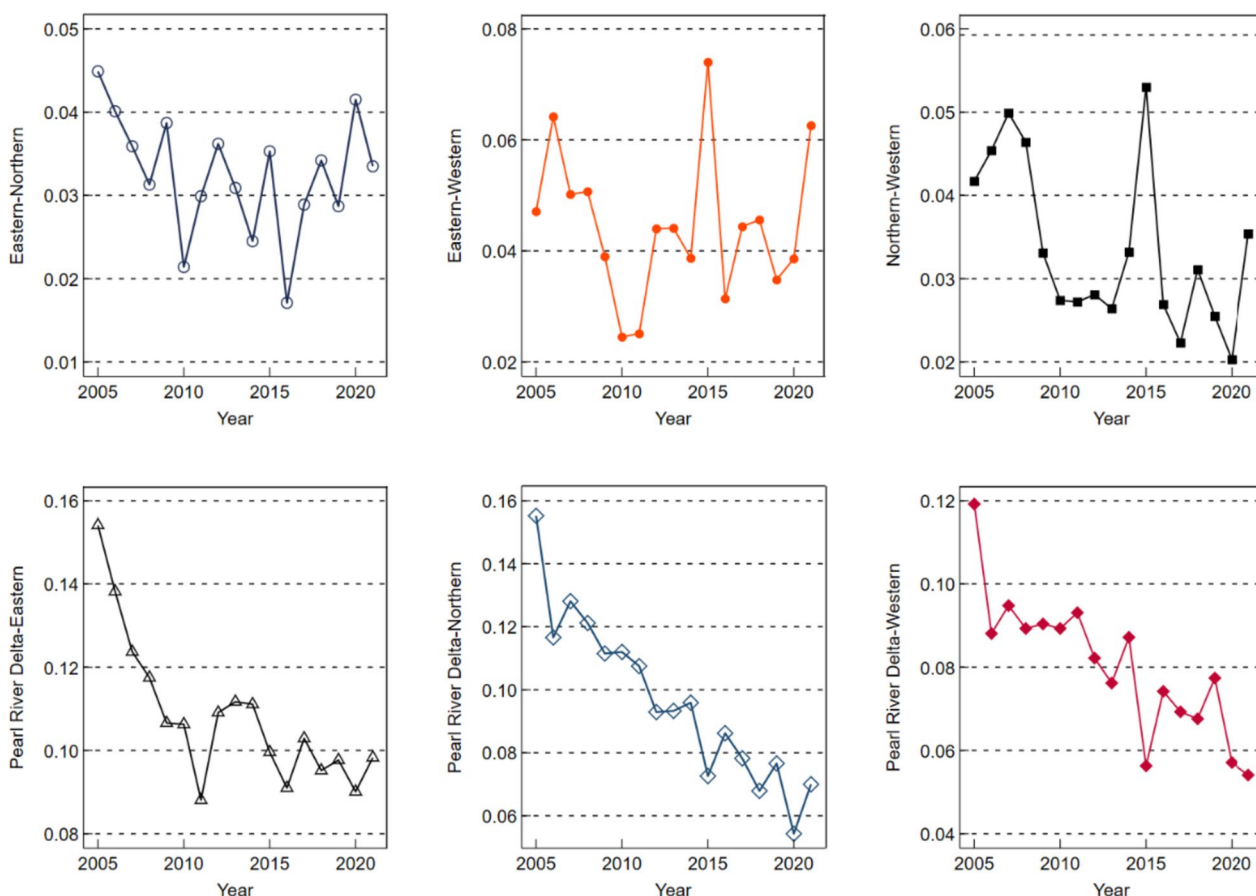 Eastern-Northern
0.05
0.04
0.03
0.02
0.01
2005 2010 2015 2020
Year
Eastern-Western
0.08
0.06
0.04
0.02
2005 2010 2015 2020
Year
Northern-Western
0.06
0.05
0.04
0.03
0.02
2005 2010 2015 2020
Year
Pearl River Delta-Eastern
0.16
0.14
0.12
0.10
0.08
2005 2010 2015 2020
Year
Pearl River Delta-Northern
0.16
0.14
0.12
0.10
0.08
0.06
2005 2010 2015 2020
Year
Pearl River Delta-Western
0.12
0.10
0.08
0.06
0.04
2005 2010 2015 2020
Year